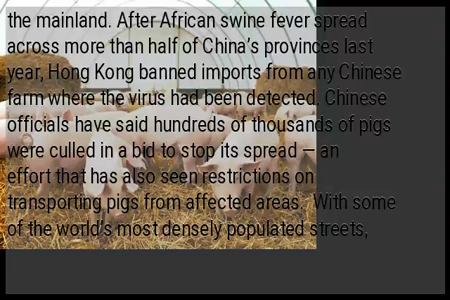 the mainland. After African swine fever spread
across more than half of China's provinces last
year, Hong Kong banned imports from any Chinese
farm where the virus had been detected. Chinese
officials have said hundreds of thousands of pigs
were culled in a bid to stop its spread — an
effort that has also seen restrictions on
transporting pigs from affected areas. With some
of the world's most densely populated streets,